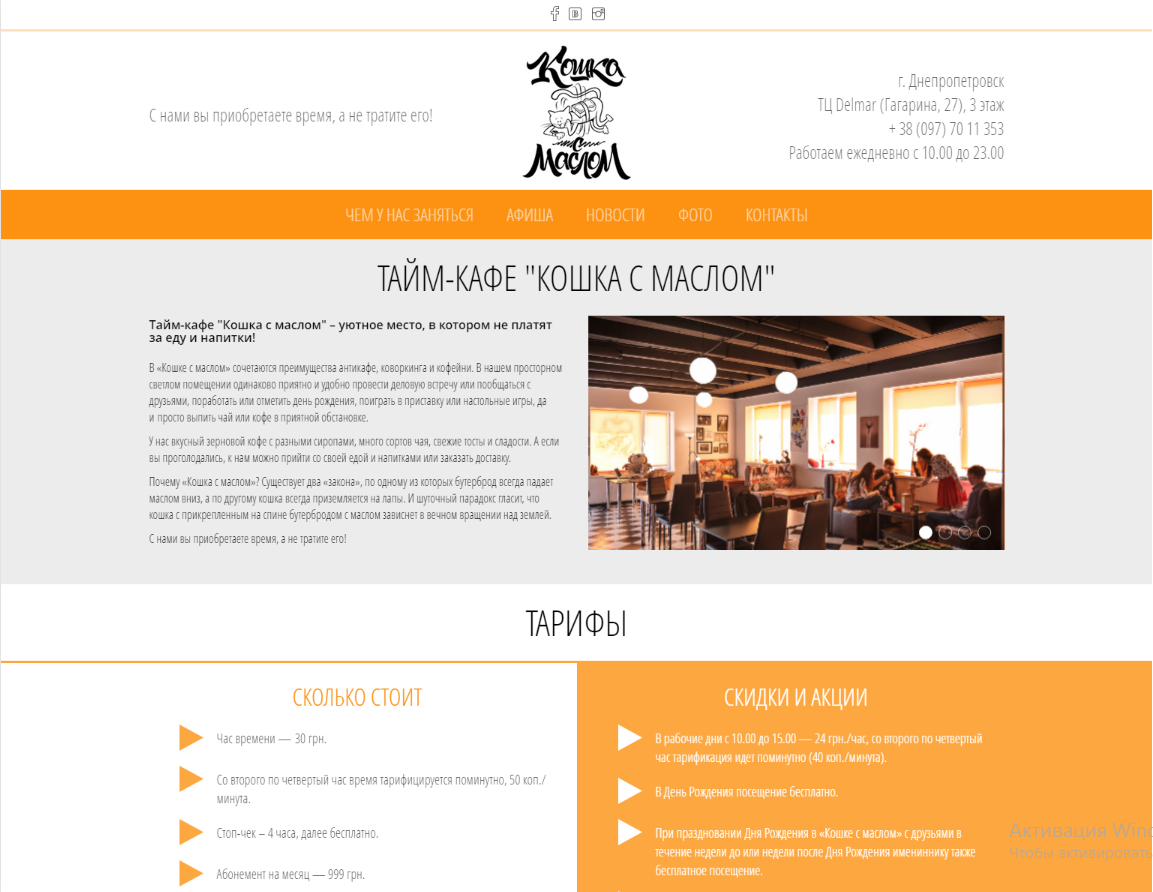 С нами вы приобретаете время, а не тратите его!
Кошка
с
Маслом
г. Днепропетровск
ТЦ Delmar (Гагарина, 27), 3 этаж
+ 38 (097) 70 11 353
Работаем ежедневно с 10.00 до 23.00
ЧЕМ У НАС ЗАНЯТЬСЯ АФИША НОВОСТИ ФОТО КОНТАКТЫ
ТАЙМ-КАФЕ "КОШКА С МАСЛОМ"
Тайм-кафе "Кошка с маслом" – уютное место, в котором не платят
за еду и напитки!
В «Кошке с маслом» сочетаются преимущества антикафе, коворкинга и кофейни. В нашем просторном
светлом помещении одинаково приятно и удобно провести деловую встречу или пообщаться с
друзьями, поработать или отметить день рождения, поиграть в приставку или настольные игры, да
и просто выпить чай или кофе в приятной обстановке.
У нас вкусный зерновой кофе с разными сиропами, много сортов чая, свежие тосты и сладости. А если
вы проголодались, к нам можно прийти со своей едой и напитками или заказать доставку.
Почему «Кошка с маслом»? Существует два «закона», по одному из которых бутерброд всегда падает
маслом вниз, а по другому кошка всегда приземляется на лапы. И шуточный парадокс гласит, что
кошка с прикрепленным на спине бутербродом с маслом зависнет в вечном вращении над землей.
С нами вы приобретаете время, а не тратите его!
ТАРИФЫ
СКОЛЬКО СТОИТ
Час времени — 30 грн.
Со второго по четвертый час время тарифицируется поминутно, 50 коп./
минута.
Стоп-чек – 4 часа, далее бесплатно.
Абонемент на месяц — 999 грн.
СКИДКИ И АКЦИИ
В рабочие дни с 10.00 до 15.00 — 24 грн./час, со второго по четвертый
час тарификация идет поминутно (40 коп./минута).
В День Рождения посещение бесплатно.
При праздновании Дня Рождения в «Кошке с маслом» с друзьями в
течение недели до или недели после Дня Рождения имениннику также
бесплатное посещение.
Активация Wind
Чтобы активировать